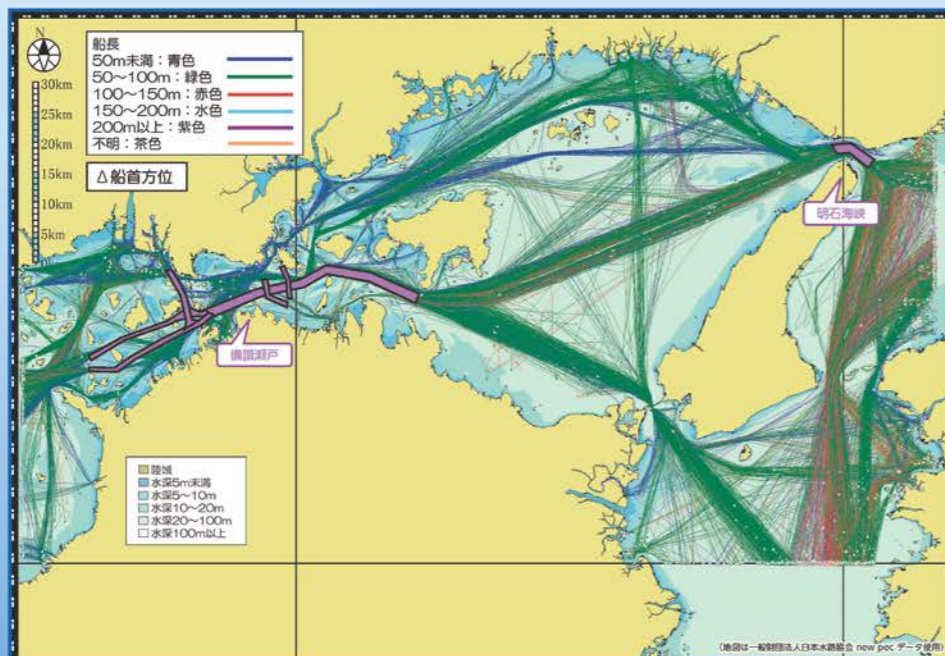 N
30km
25km
20km
15km
10km
5km
船長
50m未満：青色
50〜100m：緑色
100〜150m：赤色
150〜200m：水色
200m以上：紫色
不明：茶色
△船首方位
明石海峡
備讃瀬戸
陸域
水深5m未満
水深5〜10m
水深10〜20m
水深20〜100m
水深100m以上
(地図は一般財団法人日本水路協会 new pec データ使用)